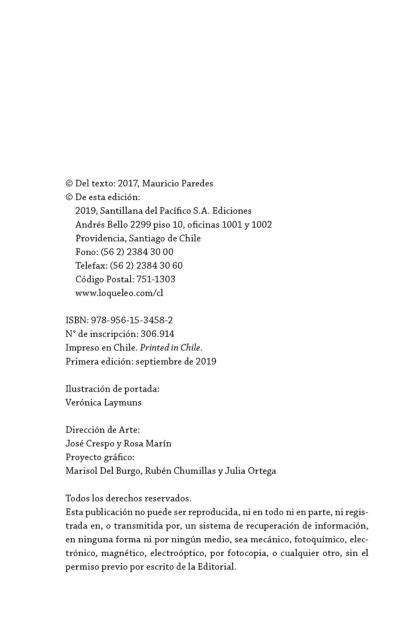 © Del texto: 2017, Mauricio Paredes
© De esta edición:
2019, Santillana del Pacífico S.A. Ediciones
Andrés Bello 2299 piso 10, oficinas 1001 y 1002
Providencia, Santiago de Chile
Fono: (56 2) 2384 30 00
Telefax: (56 2) 2384 30 60
Código Postal: 751-1303
www.loqueleo.com/cl
ISBN: 978-956-15-3458-2
N° de inscripción: 306.914
Impreso en Chile. Printed in Chile.
Primera edición: septiembre de 2019
Ilustración de portada:
Verónica Laymuns
Dirección de Arte:
José Crespo y Rosa Marín
Proyecto gráfico:
Marisol Del Burgo, Rubén Chumillas y Julia Ortega
Todos los derechos reservados.
Esta publicación no puede ser reproducida, ni en todo ni en parte, ni regis-
trada en, o transmitida por, un sistema de recuperación de información,
en ninguna forma ni por ningún medio, sea mecánico, fotoquímico, elec-
trónico, magnético, electroóptico, por fotocopia, o cualquier otro, sin el
permiso previo por escrito de la Editorial.